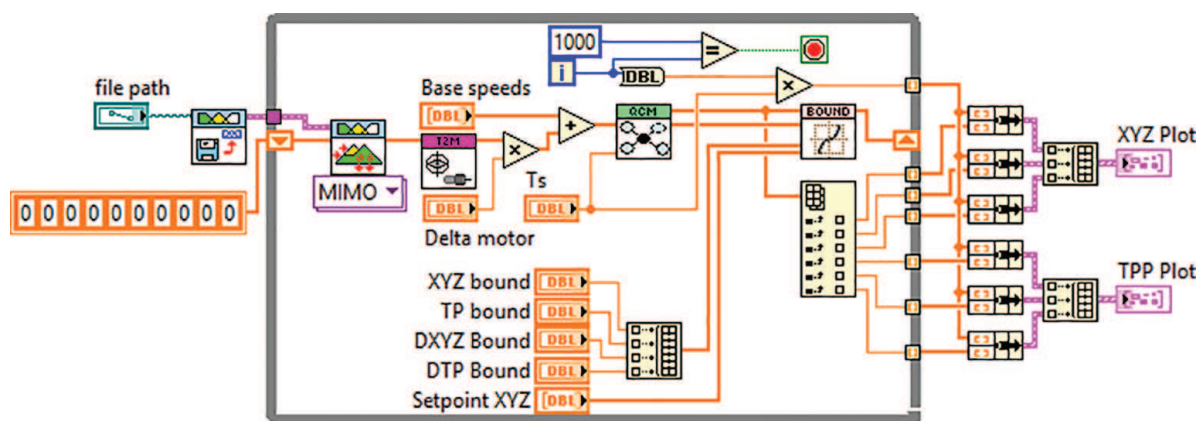 1000
=
i
DBL
×
file path
Base speeds
[DBL]
+
QCM
BOUND
T2M
×
XYZ Plot
MIMO
Ts
0 0 0 0 0 0 0 0 0 0
DBL
DBL
Delta motor
XYZ bound
DBL
TP bound
DBL
DXYZ Bound
DBL
DTP Bound
DBL
Setpoint XYZ
[DBL]
TPP Plot